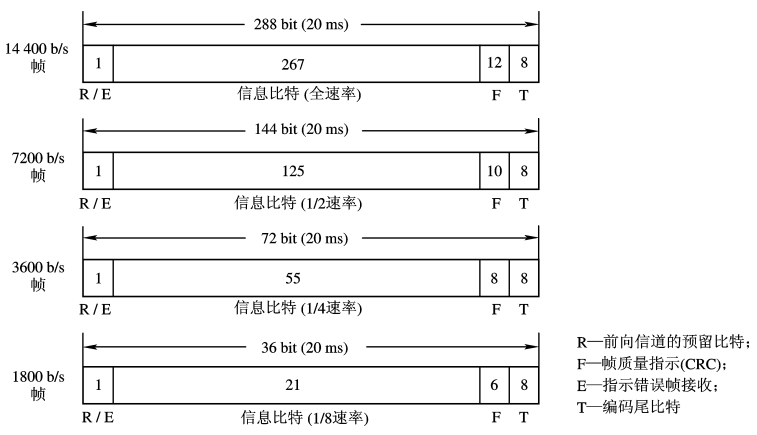 288 bit (20 ms)
14 400 b/s
帧
1 267 12 8
R / E 信息比特 (全速率) F T
144 bit (20 ms)
7200 b/s
帧
1 125 10 8
R / E 信息比特 (1/2速率) F T
72 bit (20 ms)
3600 b/s
帧
1 55 8 8
R / E 信息比特 (1/4速率) F T
36 bit (20 ms)
1800 b/s
帧
1 21 6 8
R / E 信息比特 (1/8速率) F T
R—前向信道的预留比特；
F—帧质量指示(CRC)；
E—指示错误帧接收；
T—编码尾比特